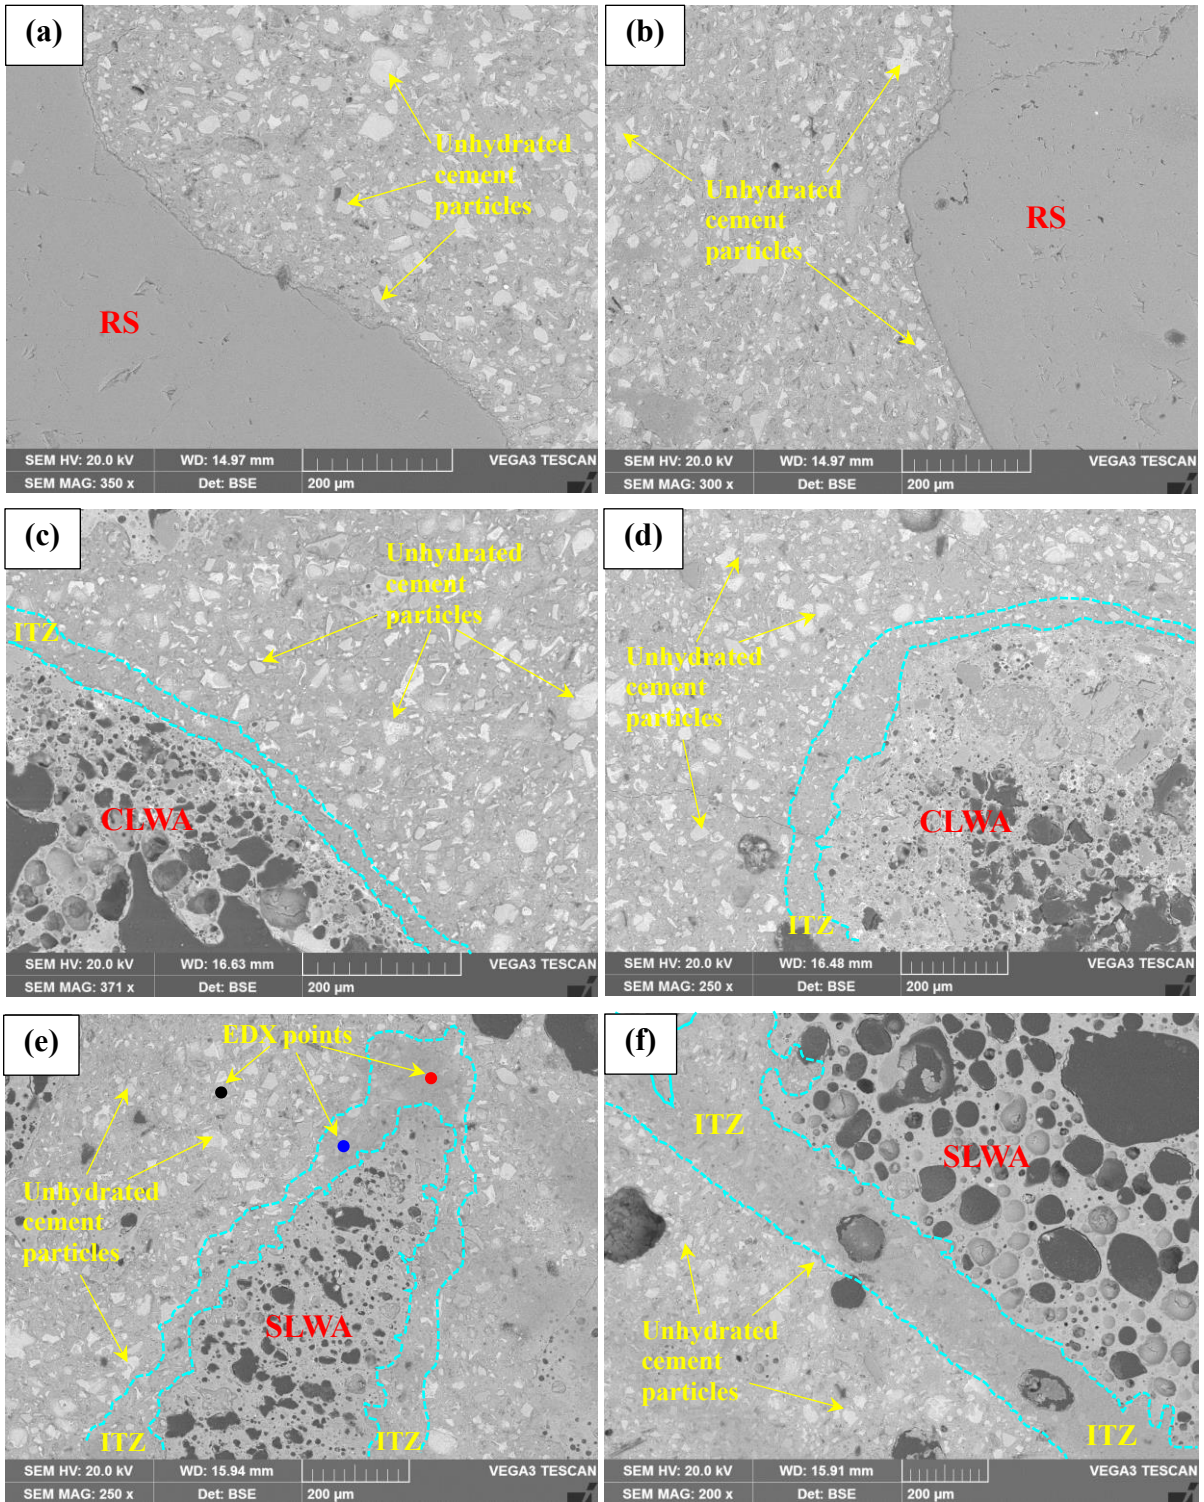 (a)
Unhydrated
cement
particles
RS
SEM HV: 20.0 kV WD: 14.97 mm VEGA3 TESCAN
SEM MAG: 350 x Det: BSE 200 µm
(b)
Unhydrated
cement
particles
RS
SEM HV: 20.0 kV WD: 14.97 mm VEGA3 TESCAN
SEM MAG: 300 x Det: BSE 200 µm
(c)
Unhydrated
cement
particles
ITZ
CLWA
SEM HV: 20.0 kV WD: 16.63 mm VEGA3 TESCAN
SEM MAG: 371 x Det: BSE 200 µm
(d)
Unhydrated
cement
particles
CLWA
ITZ
SEM HV: 20.0 kV WD: 16.48 mm VEGA3 TESCAN
SEM MAG: 250 x Det: BSE 200 µm
(e)
EDX points
Unhydrated
cement
particles
SLWA
ITZ
ITZ
SEM HV: 20.0 kV WD: 15.94 mm VEGA3 TESCAN
SEM MAG: 250 x Det: BSE 200 µm
(f)
ITZ
SLWA
Unhydrated
cement
particles
ITZ
SEM HV: 20.0 kV WD: 15.91 mm VEGA3 TESCAN
SEM MAG: 200 x Det: BSE 200 µm